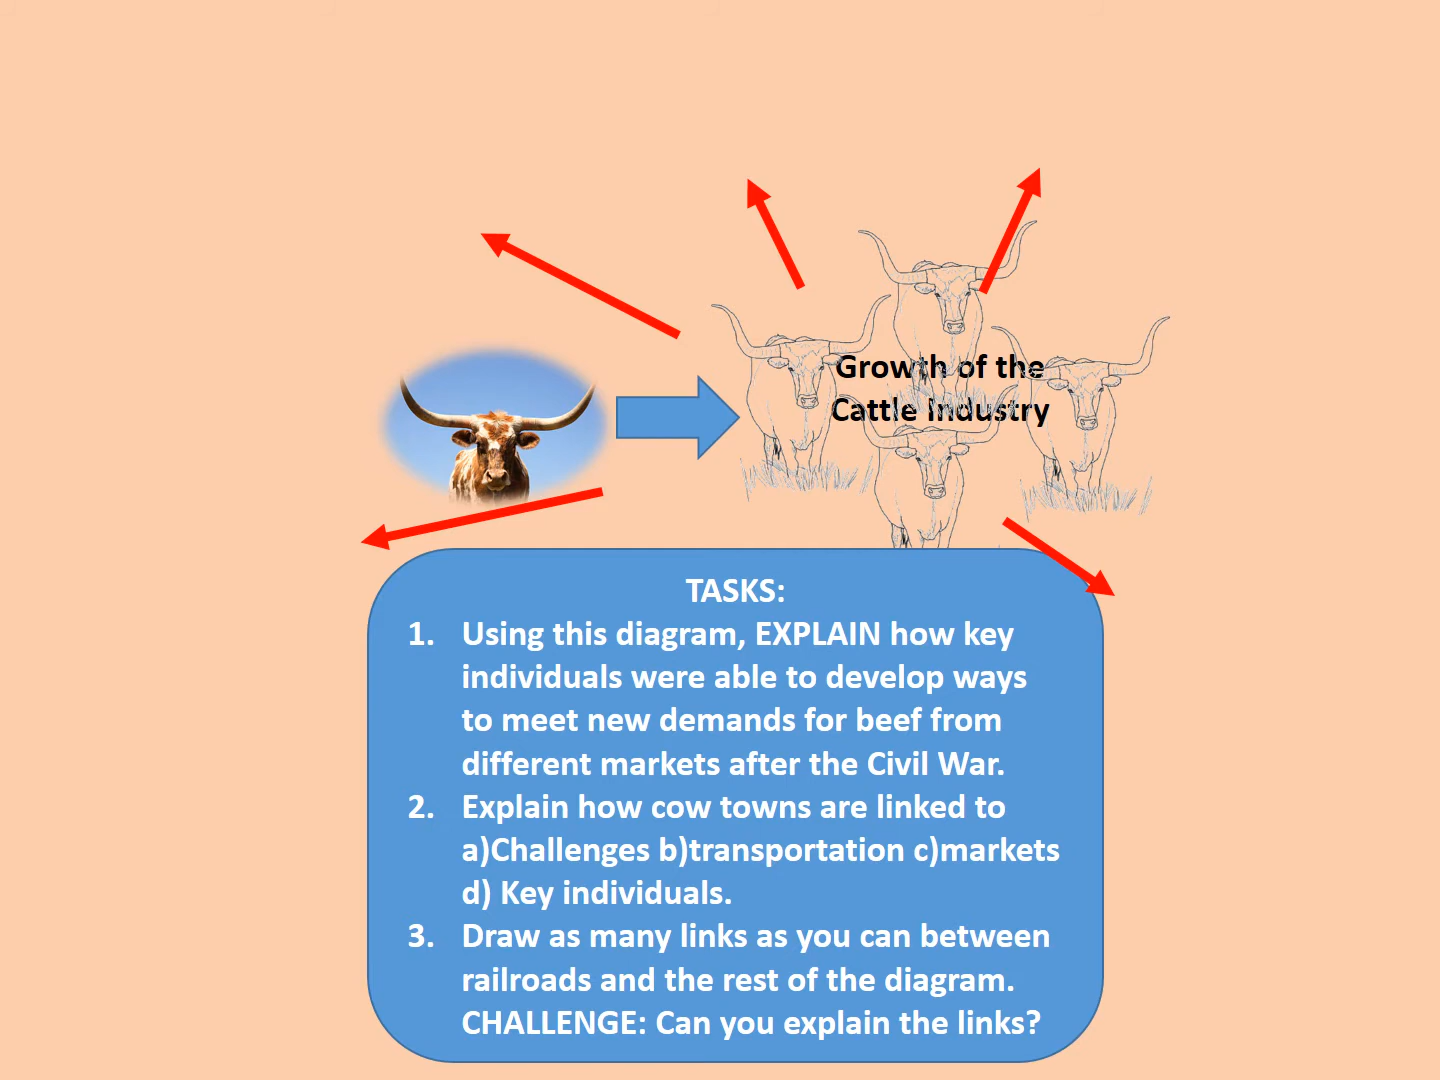 Growth of the
Cattle Industry
TASKS:
1. Using this diagram, EXPLAIN how key
individuals were able to develop ways
to meet new demands for beef from
different markets after the Civil War.
2. Explain how cow towns are linked to
a)Challenges b)transportation c)markets
d) Key individuals.
3. Draw as many links as you can between
railroads and the rest of the diagram.
CHALLENGE: Can you explain the links?